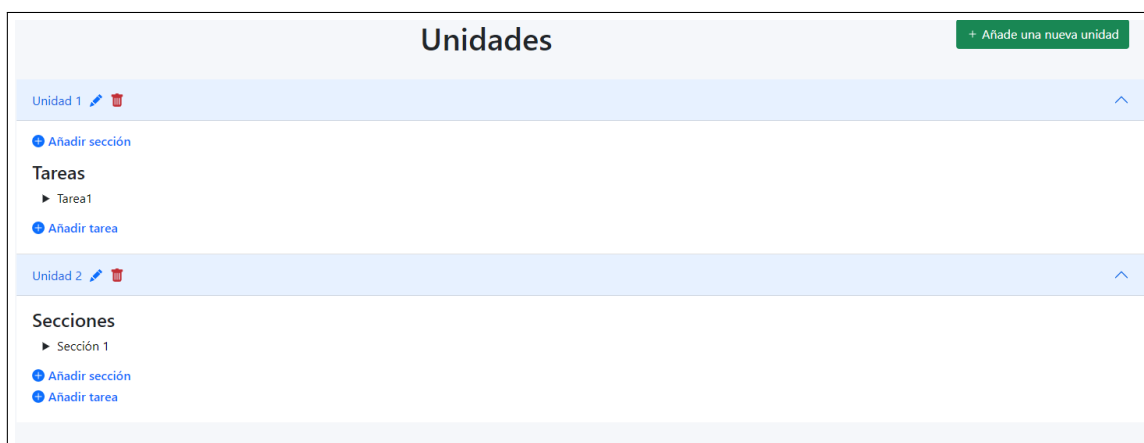 Unidades
+ Añade una nueva unidad
Unidad 1
Añadir sección
Tareas
Tarea1
Añadir tarea
Unidad 2
Secciones
Sección 1
Añadir sección
Añadir tarea